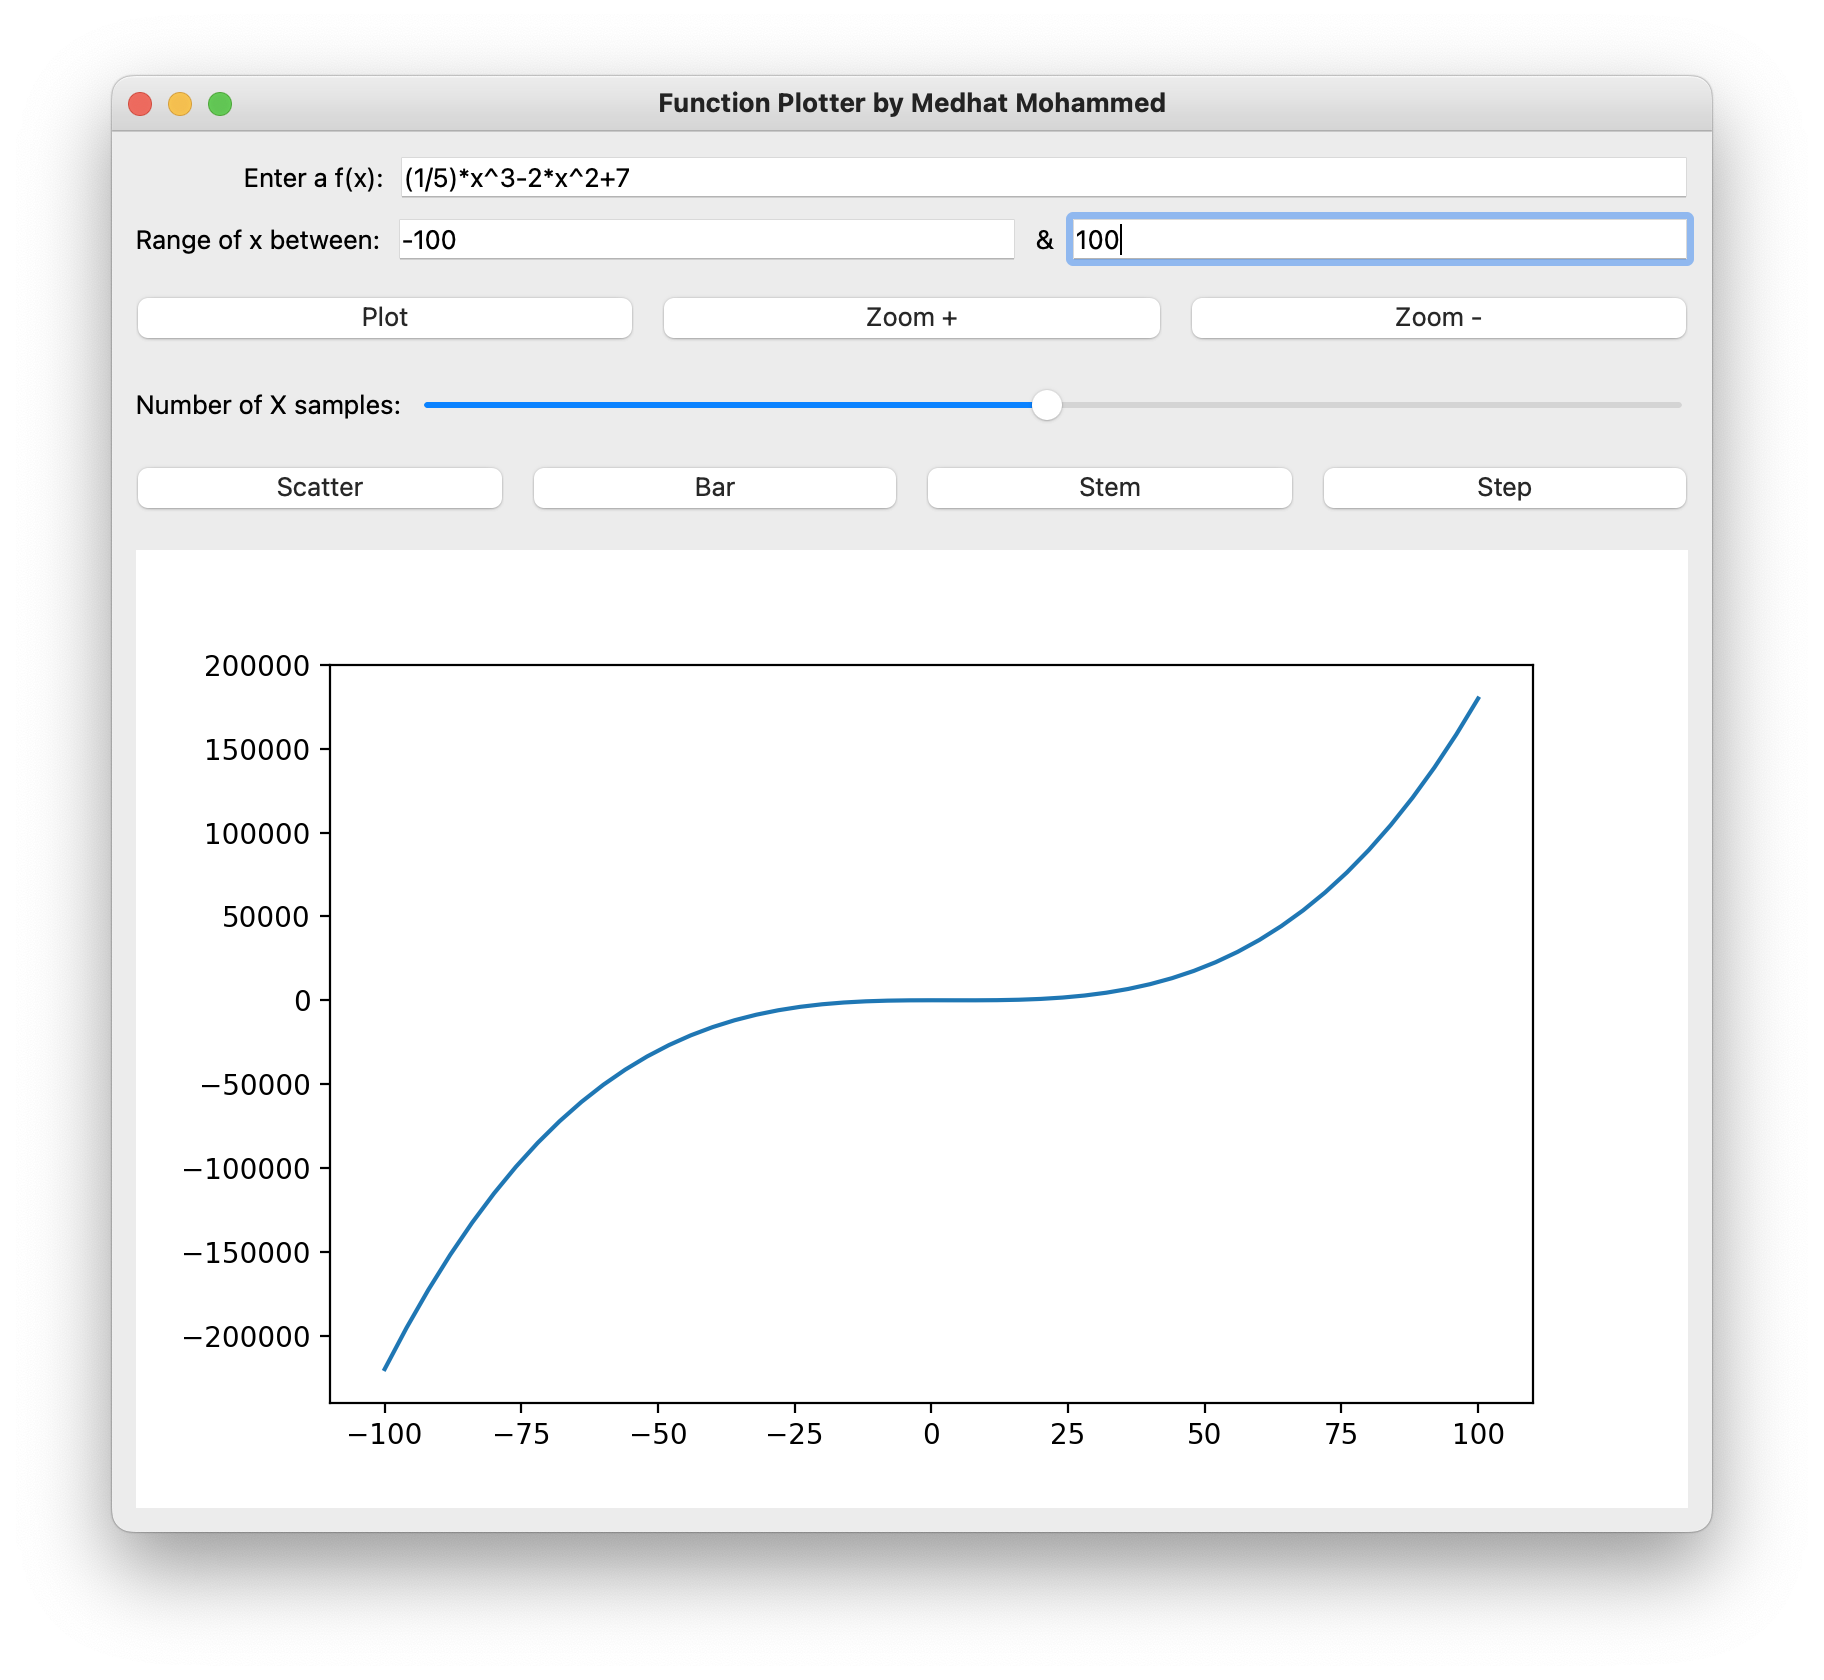 Function Plotter by Medhat Mohammed
Enter a f(x): (1/5)*x^3-2*x^2+7
Range of x between: -100 & 100
Plot Zoom + Zoom -
Number of X samples:
Scatter Bar Stem Step
200000
150000
100000
50000
0
−50000
−100000
−150000
−200000
−100 −75 −50 −25 0 25 50 75 100